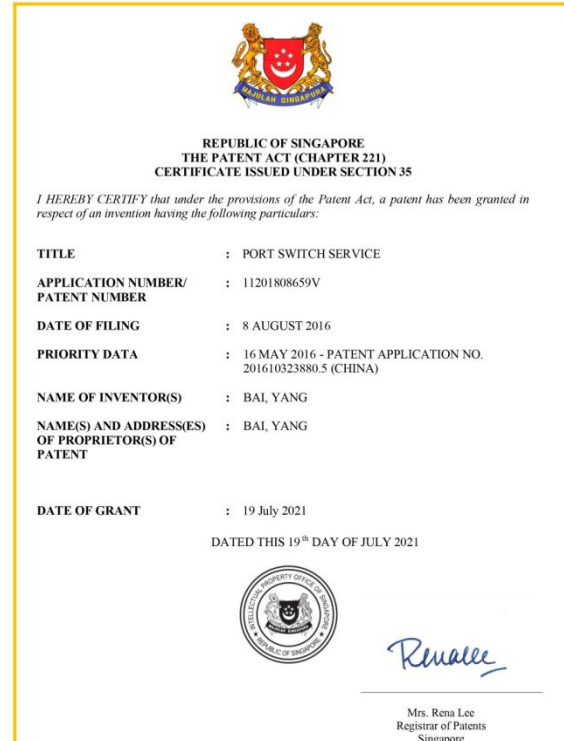 MAJULAH SINGAPURA
REPUBLIC OF SINGAPORE
THE PATENT ACT (CHAPTER 221)
CERTIFICATE ISSUED UNDER SECTION 35
I HEREBY CERTIFY that under the provisions of the Patent Act, a patent has been granted in
respect of an invention having the following particulars:
TITLE : PORT SWITCH SERVICE
APPLICATION NUMBER/ : 11201808659V
PATENT NUMBER
DATE OF FILING : 8 AUGUST 2016
PRIORITY DATA : 16 MAY 2016 - PATENT APPLICATION NO.
201610323880.5 (CHINA)
NAME OF INVENTOR(S) : BAI, YANG
NAME(S) AND ADDRESS(ES) : BAI, YANG
OF PROPRIETOR(S) OF
PATENT
DATE OF GRANT : 19 July 2021
DATED THIS 19th DAY OF JULY 2021
INTELLECTUAL PROPERTY OFFICE OF SINGAPORE
REPUBLIC OF SINGAPORE
Renalee
Mrs. Rena Lee
Registrar of Patents
Singapore